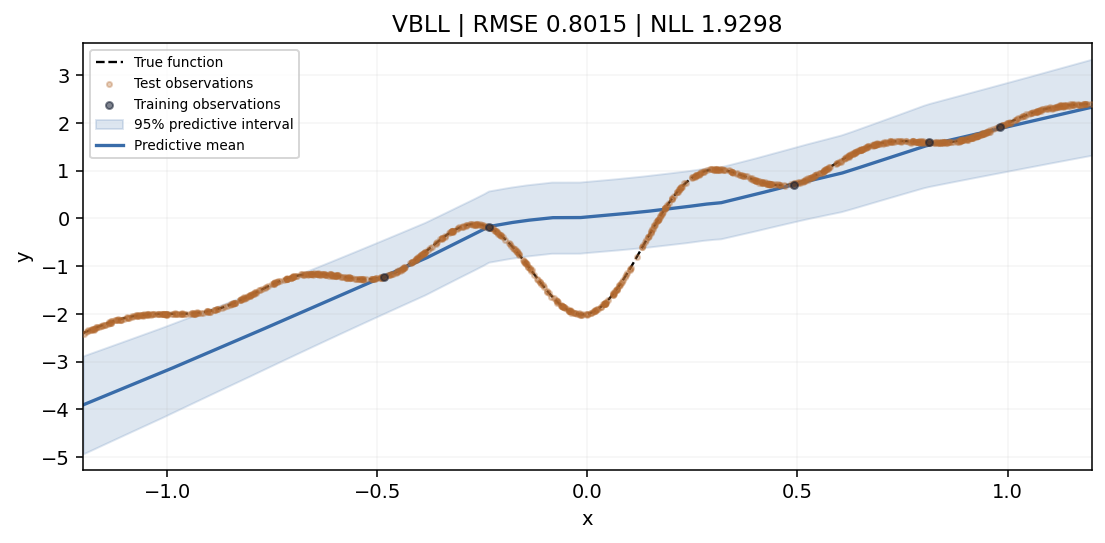 VBLL | RMSE 0.8015 | NLL 1.9298
True function
Test observations
Training observations
95% predictive interval
Predictive mean
y
3
2
1
0
−1
−2
−3
−4
−5
−1.0 −0.5 0.0 0.5 1.0
x